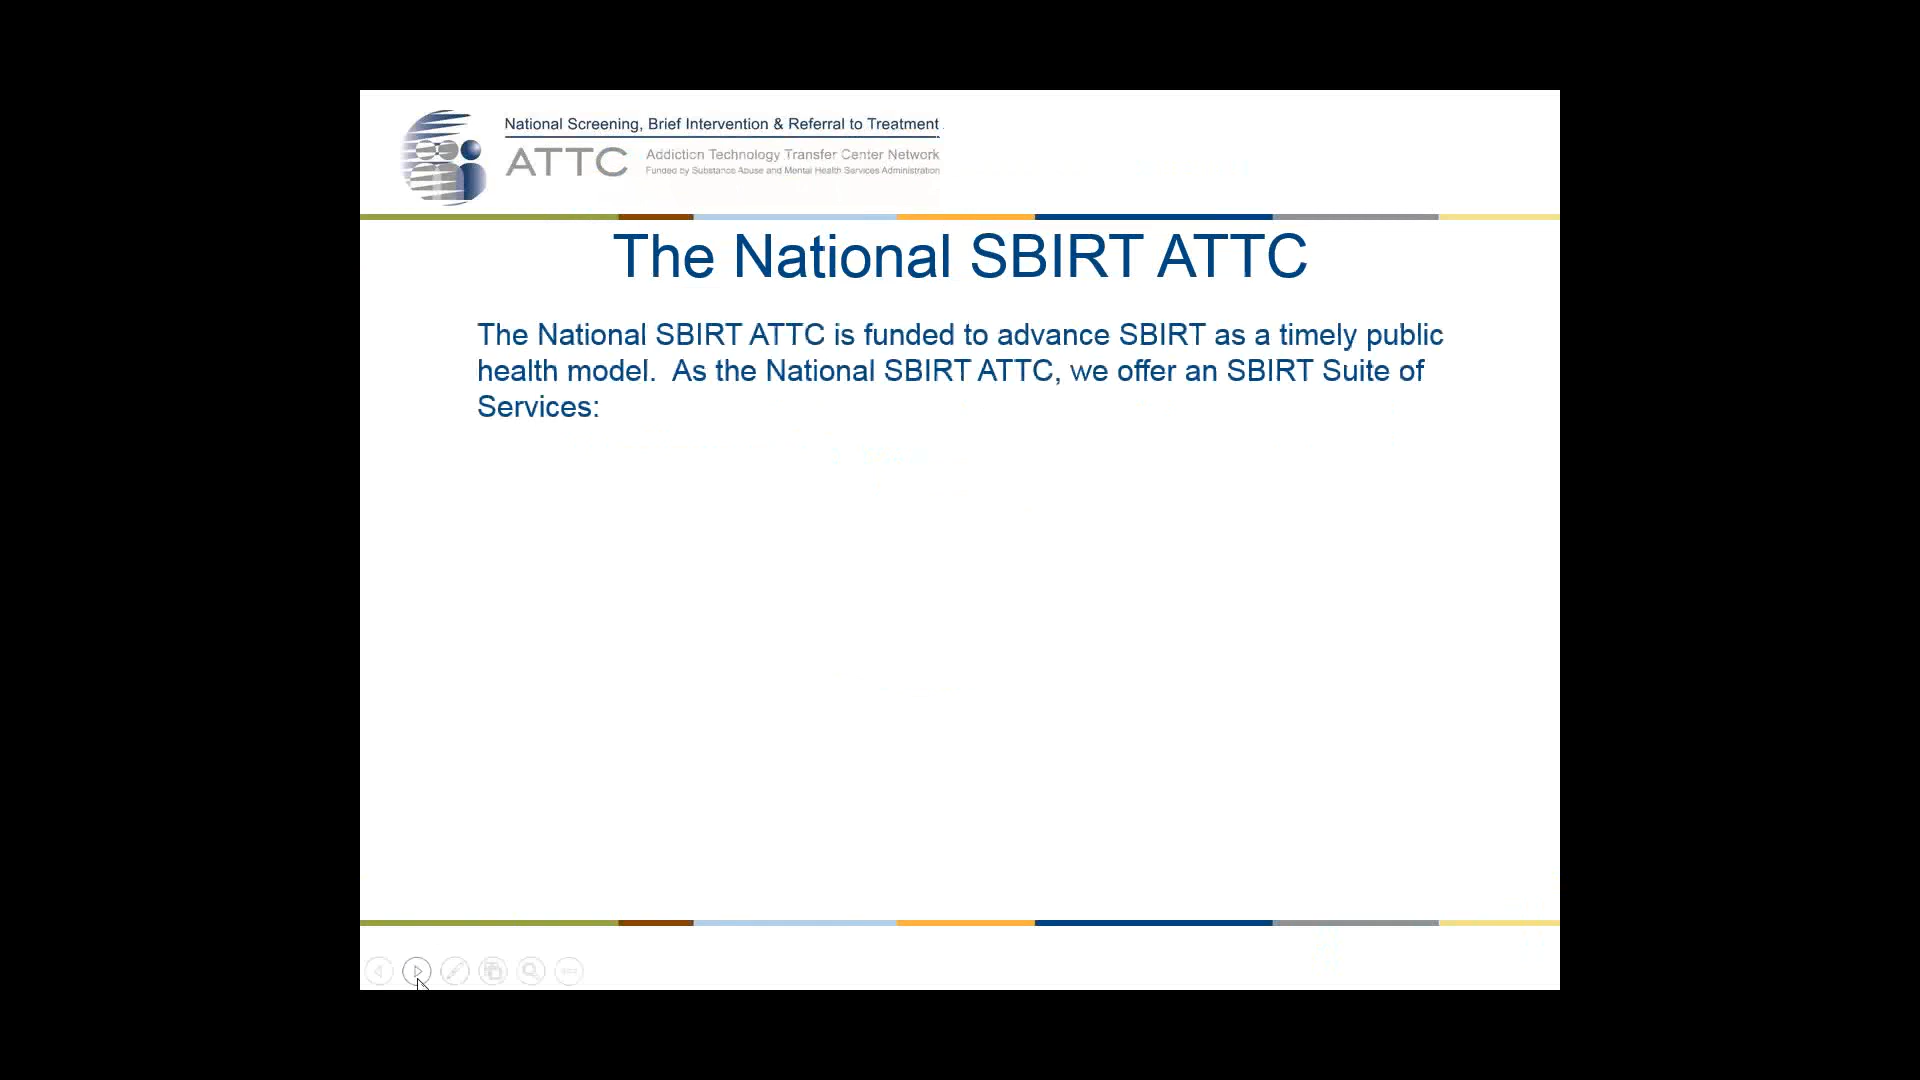 National Screening, Brief Intervention & Referral to Treatment
ATTC
Addiction Technology Transfer Center Network
Funded by Substance Abuse and Mental Health Services Administration
The National SBIRT ATTC
The National SBIRT ATTC is funded to advance SBIRT as a timely public
health model.  As the National SBIRT ATTC, we offer an SBIRT Suite of
Services: